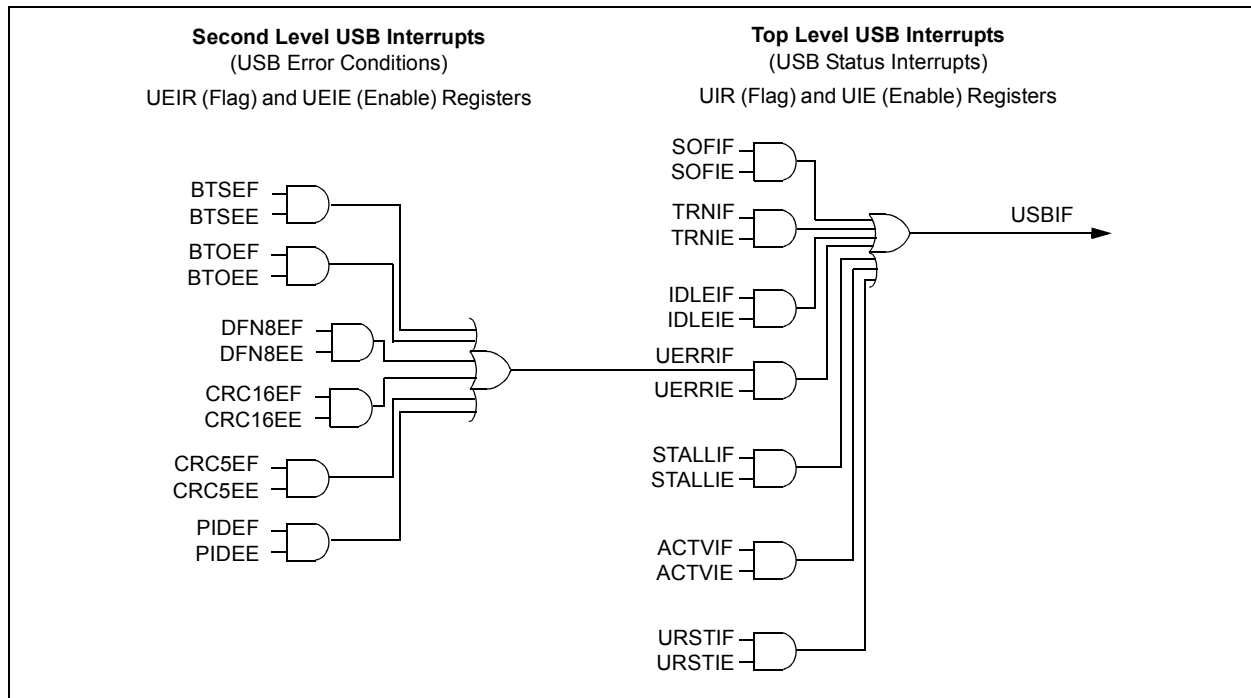 Second Level USB Interrupts
(USB Error Conditions)
UEIR (Flag) and UEIE (Enable) Registers
BTSEF
BTSEE
BTOEF
BTOEE
DFN8EF
DFN8EE
CRC16EF
CRC16EE
CRC5EF
CRC5EE
PIDEF
PIDEE
Top Level USB Interrupts
(USB Status Interrupts)
UIR (Flag) and UIE (Enable) Registers
SOFIF
SOFIE
TRNIF
TRNIE
IDLEIF
IDLEIE
UERRIF
UERRIE
STALLIF
STALLIE
ACTVIF
ACTVIE
URSTIF
URSTIE
USBIF